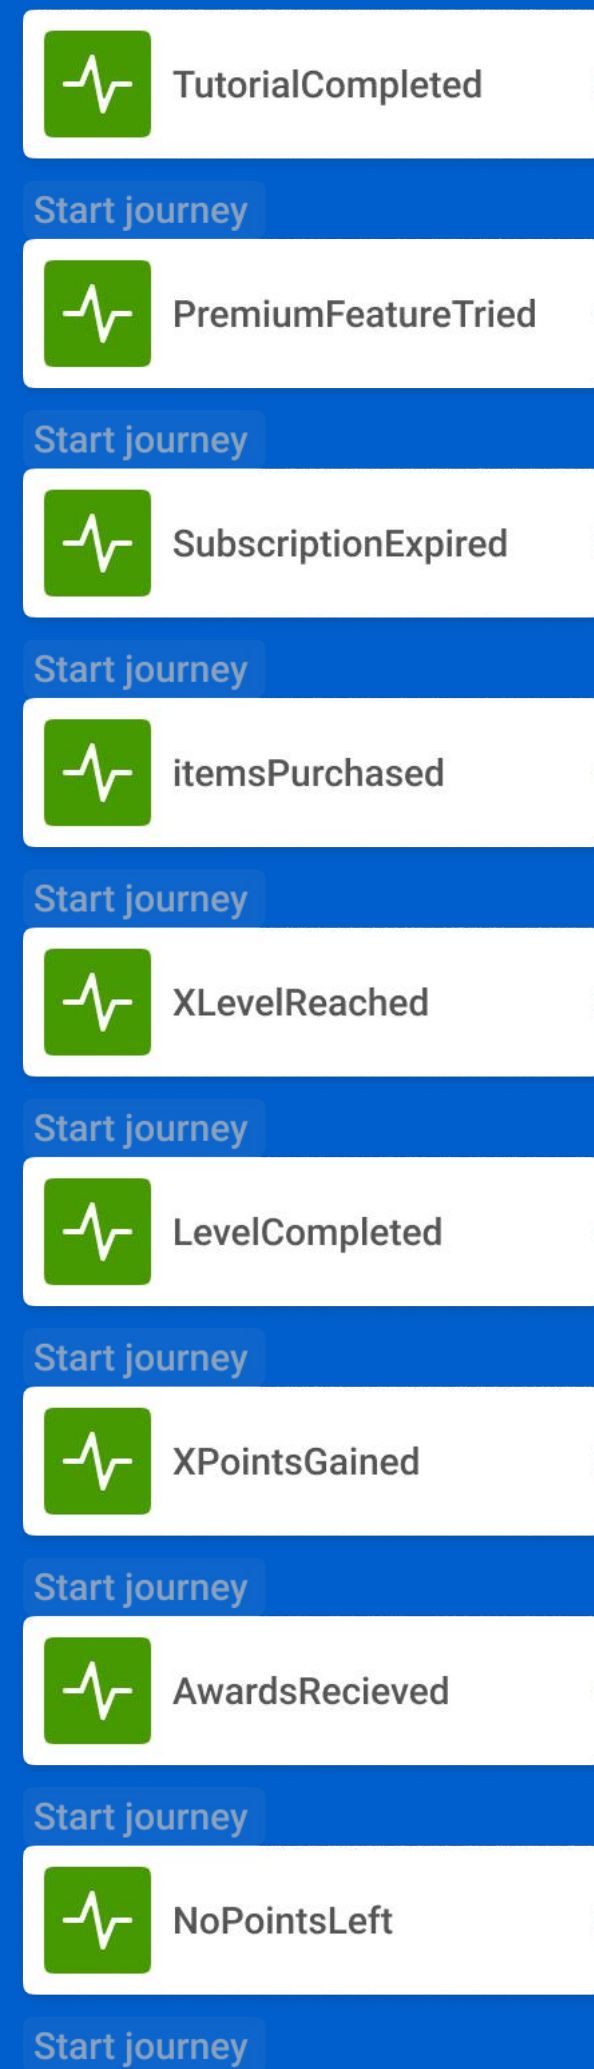 TutorialCompleted
Start journey
PremiumFeatureTried
Start journey
SubscriptionExpired
Start journey
itemsPurchased
Start journey
XLevelReached
Start journey
LevelCompleted
Start journey
XPointsGained
Start journey
AwardsRecieved
Start journey
NoPointsLeft
Start journey